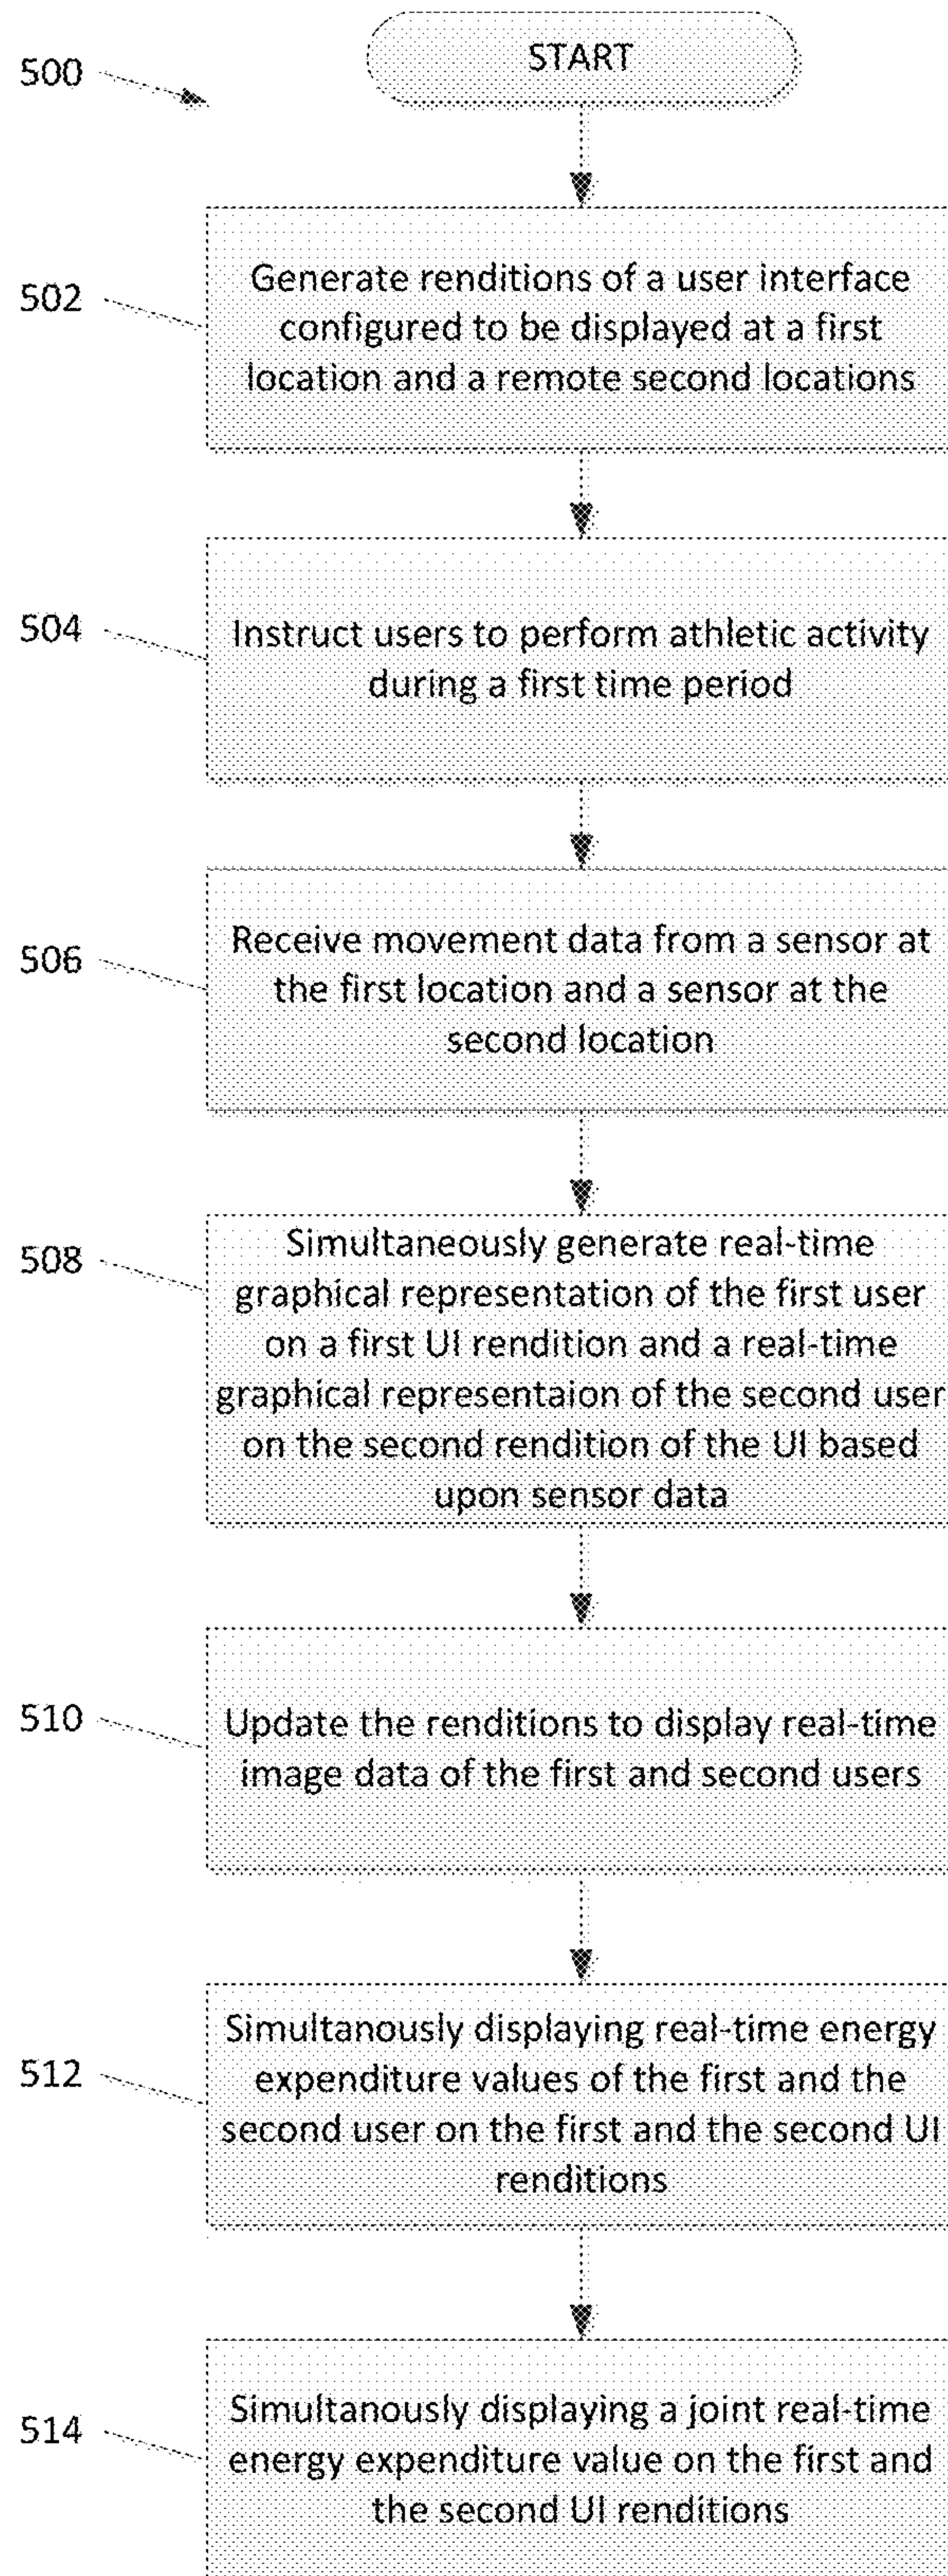 START
500
502
Generate renditions of a user interface
configured to be displayed at a first
location and a remote second locations
504
Instruct users to perform athletic activity
during a first time period
506
Receive movement data from a sensor at
the first location and a sensor at the
second location
508
Simultaneously generate real-time
graphical representation of the first user
on a first UI rendition and a real-time
graphical representaion of the second user
on the second rendition of the UI based
upon sensor data
510
Update the renditions to display real-time
image data of the first and second users
512
Simultanously displaying real-time energy
expenditure values of the first and the
second user on the first and the second UI
renditions
514
Simultanously displaying a joint real-time
energy expenditure value on the first and
the second UI renditions